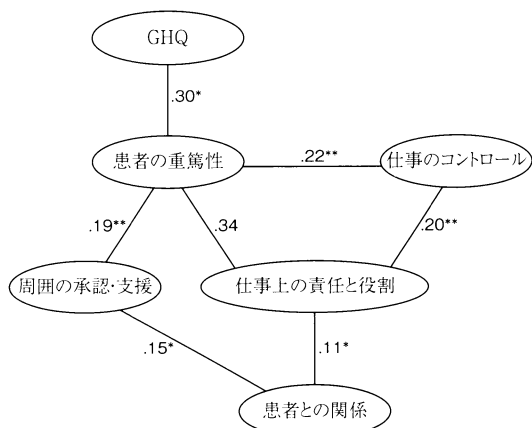 GHQ
.30*
患者の重篤性
.22**
仕事のコントロール
.19**
.34
.20**
周囲の承認・支援
仕事上の責任と役割
.15*
.11*
患者との関係